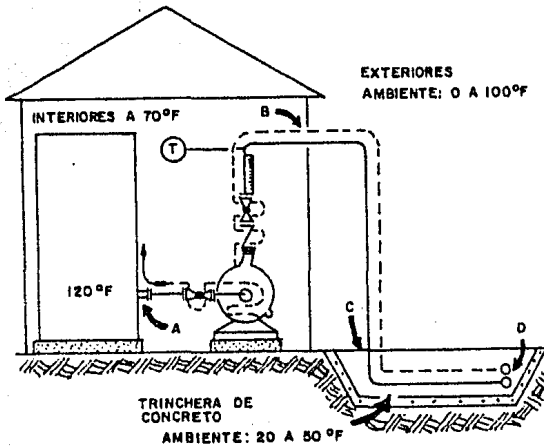 EXTERIORES
AMBIENTE: 0 A 100°F
B
INTERIORES A 70°F
T
120°F
A
C
D
TRINCHERA DE
CONCRETO
AMBIENTE: 20 A 50 °F